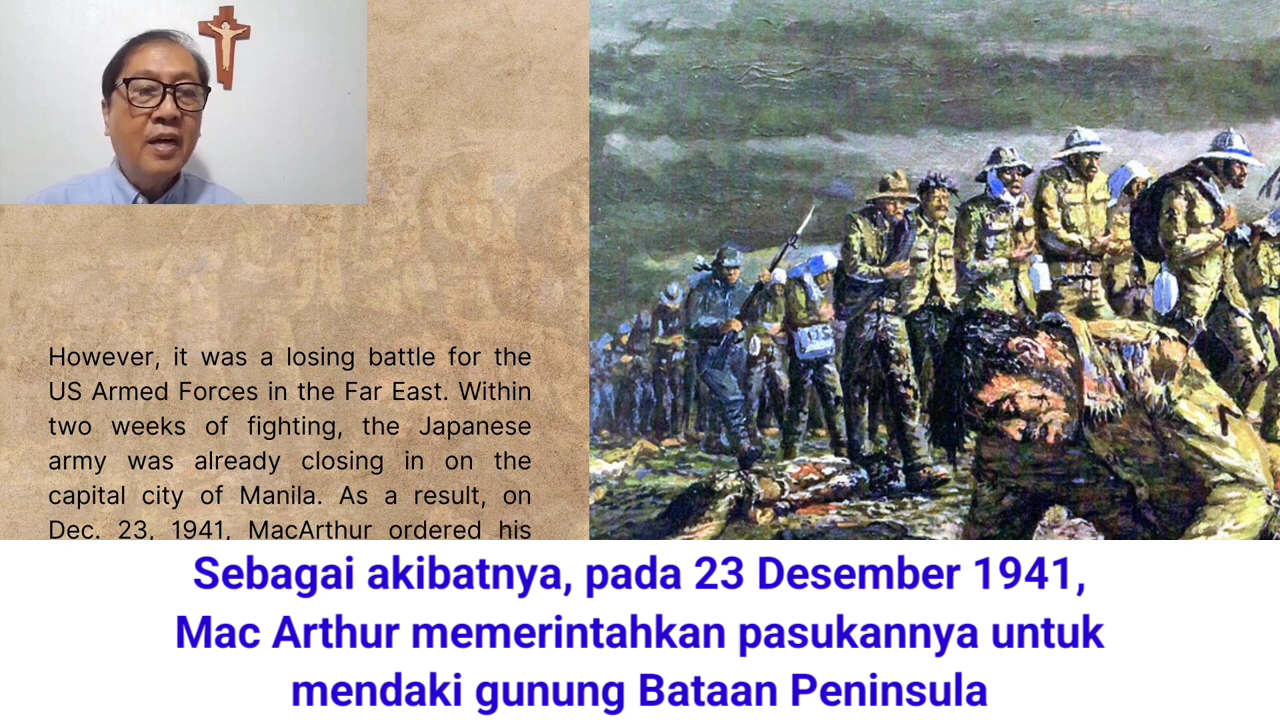 However, it was a losing battle for the
US Armed Forces in the Far East. Within
two weeks of fighting, the Japanese
army was already closing in on the
capital city of Manila. As a result, on
Dec. 23, 1941, MacArthur ordered his
Sebagai akibatnya, pada 23 Desember 1941,
Mac Arthur memerintahkan pasukannya untuk
mendaki gunung Bataan Peninsula